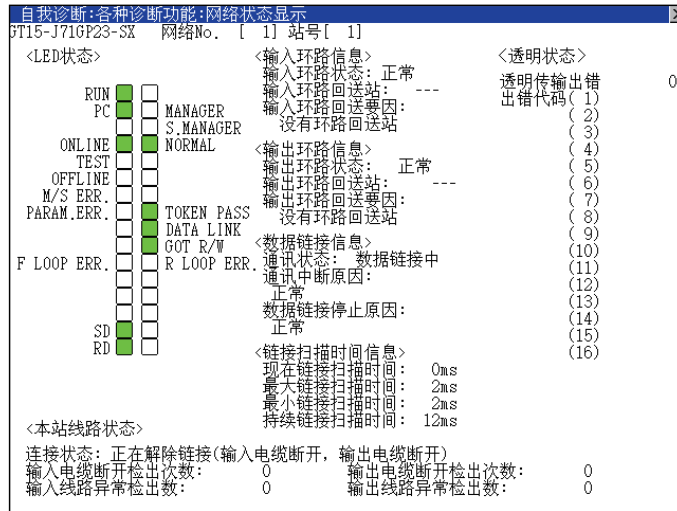 自我诊断:各种诊断功能:网络状态显示
GT15-J71GP23-SX 网络No. [ 1] 站号[ 1]
<LED状态>
RUN
PC MANAGER
S.MANAGER
ONLINE NORMAL
TEST
OFFLINE
M/S ERR.
PARAM.ERR. TOKEN PASS
DATA LINK
GOT R/W
F LOOP ERR. R LOOP ERR.
SD
RD
<输入环路信息>
输入环路状态: 正常
输入环路回送站: ---
输入环路回送要因:
没有环路回送站
<输出环路信息>
输出环路状态: 正常
输出环路回送站: ---
输出环路回送要因:
没有环路回送站
<数据链接信息>
通讯状态: 数据链接中
通讯中断原因:
正常
数据链接停止原因:
正常
<链接扫描时间信息>
现在链接扫描时间: 0ms
最大链接扫描时间: 2ms
最小链接扫描时间: 2ms
持续链接扫描时间: 12ms
<透明状态>
透明传输出错 0
出错代码( 1)
( 2)
( 3)
( 4)
( 5)
( 6)
( 7)
( 8)
( 9)
(10)
(11)
(12)
(13)
(14)
(15)
(16)
<本站线路状态>
连接状态: 正在解除链接(输入电缆断开, 输出电缆断开)
输入电缆断开检出次数: 0 输出电缆断开检出次数: 0
输入线路异常检出数: 0 输出线路异常检出数: 0